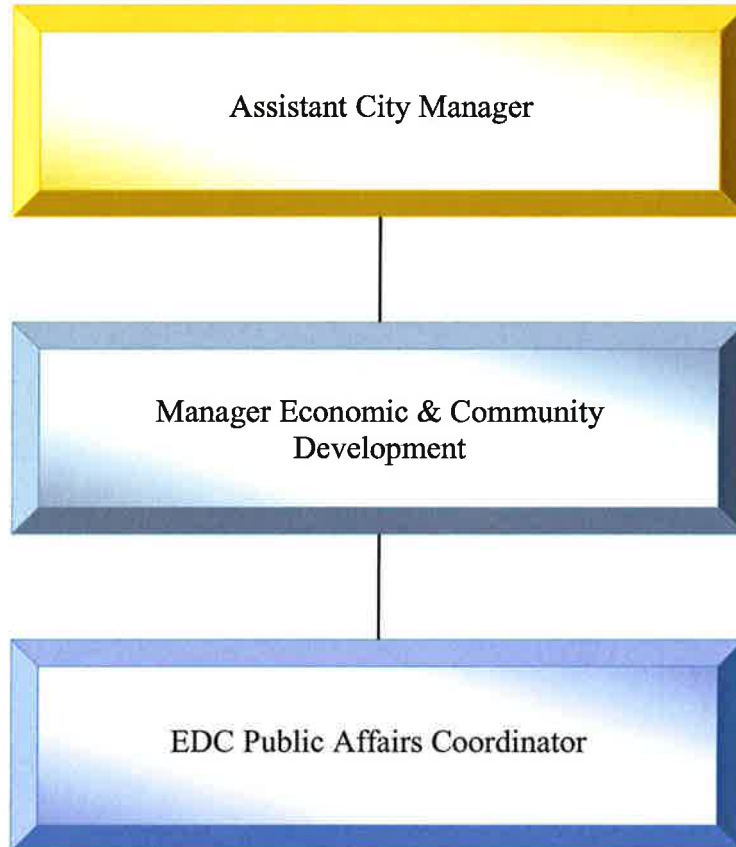 Assistant City Manager
Manager Economic & Community
Development
EDC Public Affairs Coordinator